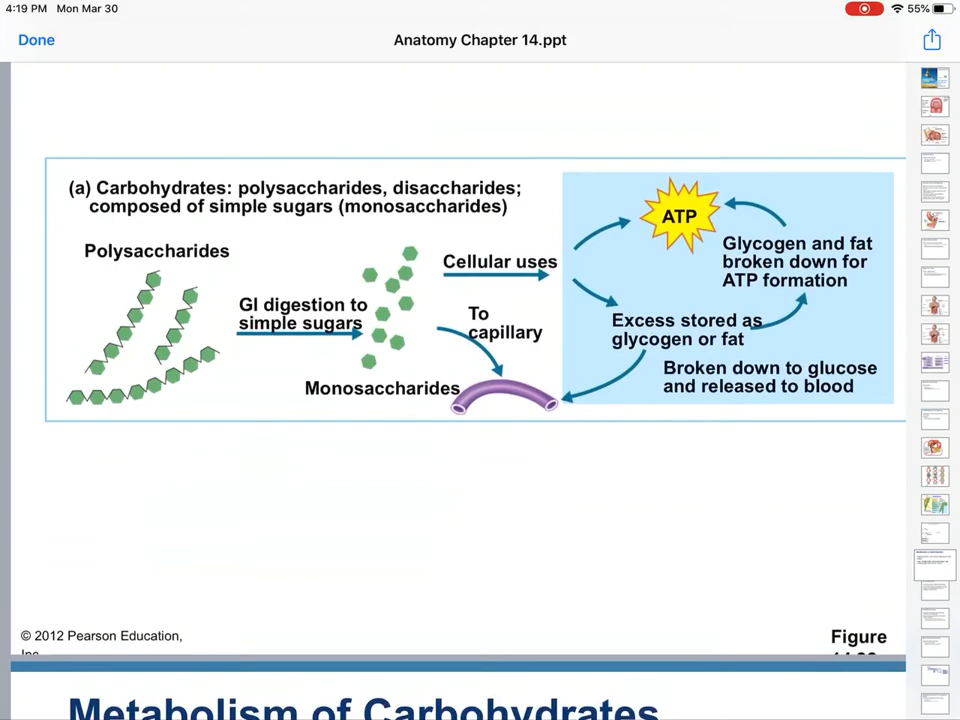 4:19 PM Mon Mar 30
55%
Done
Anatomy Chapter 14.ppt
(a) Carbohydrates: polysaccharides, disaccharides;
composed of simple sugars (monosaccharides)
Polysaccharides
GI digestion to
simple sugars
Monosaccharides
Cellular uses
To
capillary
ATP
Glycogen and fat
broken down for
ATP formation
Excess stored as
glycogen or fat
Broken down to glucose
and released to blood
© 2012 Pearson Education,
Inc
Figure
Metabolism of Carbohydrates